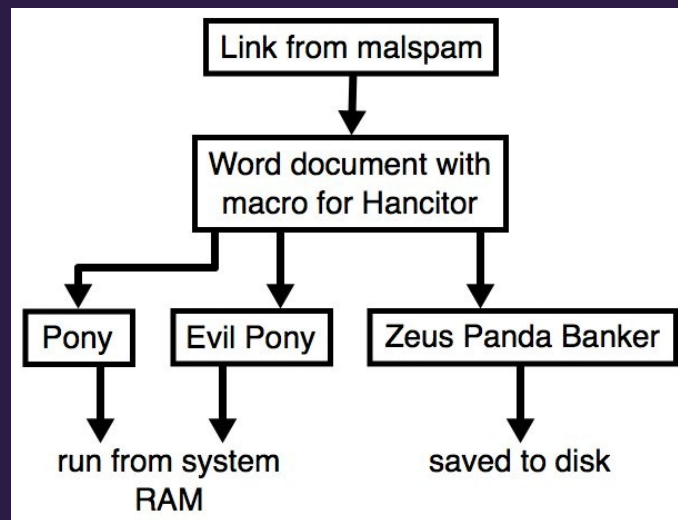 Link from malspam
Word document with
macro for Hancitor
Pony
Evil Pony
Zeus Panda Banker
run from system
RAM
saved to disk